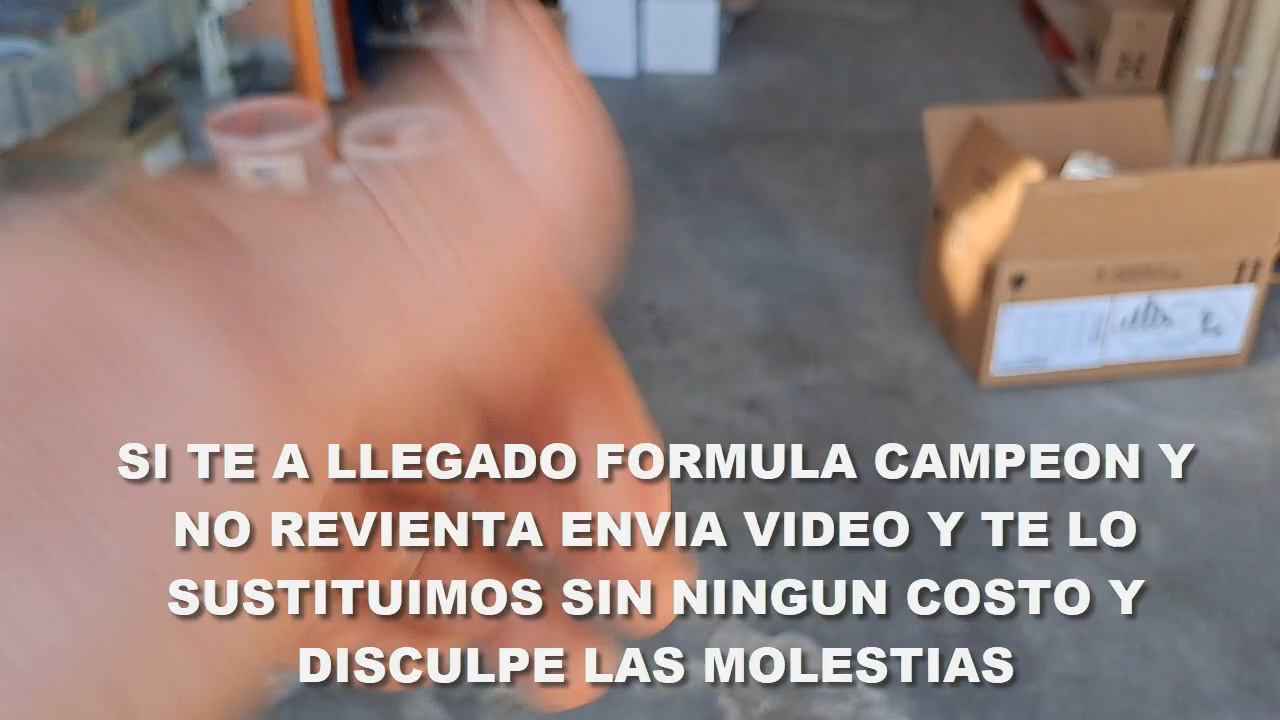 SI TE A LLEGADO FORMULA CAMPEON Y
NO REVIENTA ENVIA VIDEO Y TE LO
SUSTITUIMOS SIN NINGUN COSTO Y
DISCULPE LAS MOLESTIAS